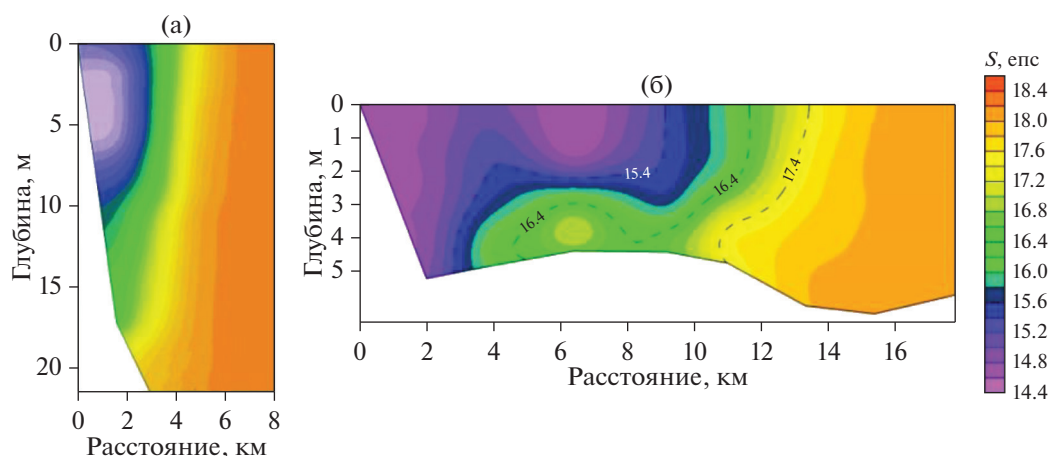 (а)
0
5
10
15
20
Глубина, м
0 2 4 6 8
Расстояние, км
(б)
0
1
2
3
4
5
Глубина, м
15.4
16.4
16.4
17.4
0 2 4 6 8 10 12 14 16
Расстояние, км
S, епс
18.4
18.0
17.6
17.2
16.8
16.4
16.0
15.6
15.2
14.8
14.4